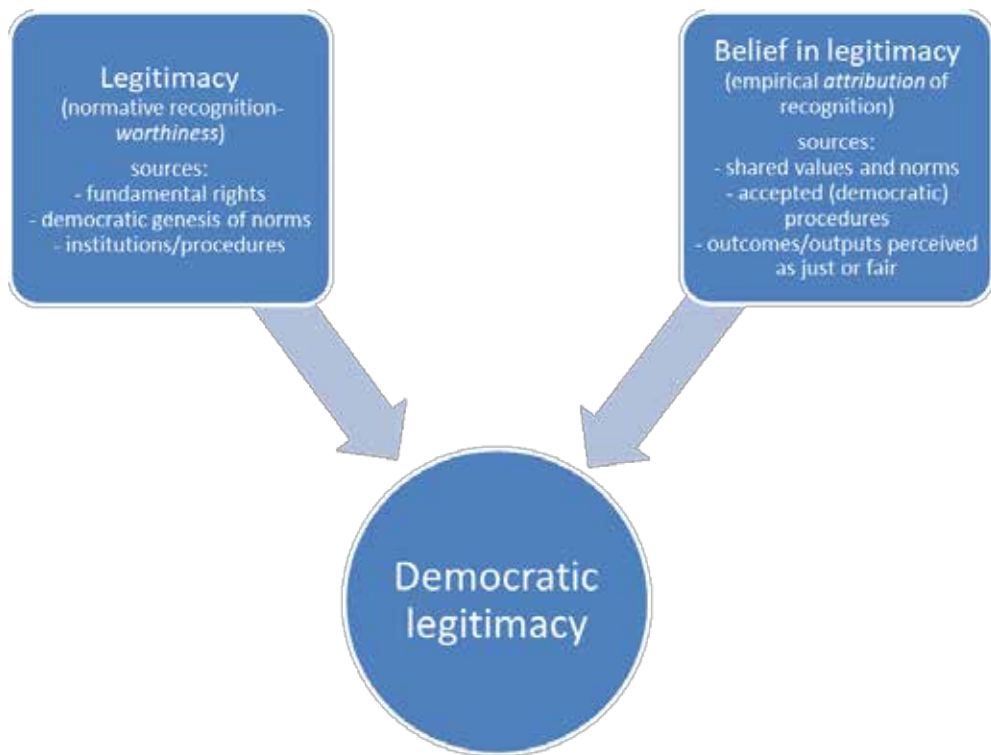 Legitimacy
(normative recognition-
worthiness)
sources:
- fundamental rights
- democratic genesis of norms
- institutions/procedures
Belief in legitimacy
(empirical attribution of
recognition)
sources:
- shared values and norms
- accepted (democratic)
procedures
- outcomes/outputs perceived
as just or fair
Democratic
legitimacy